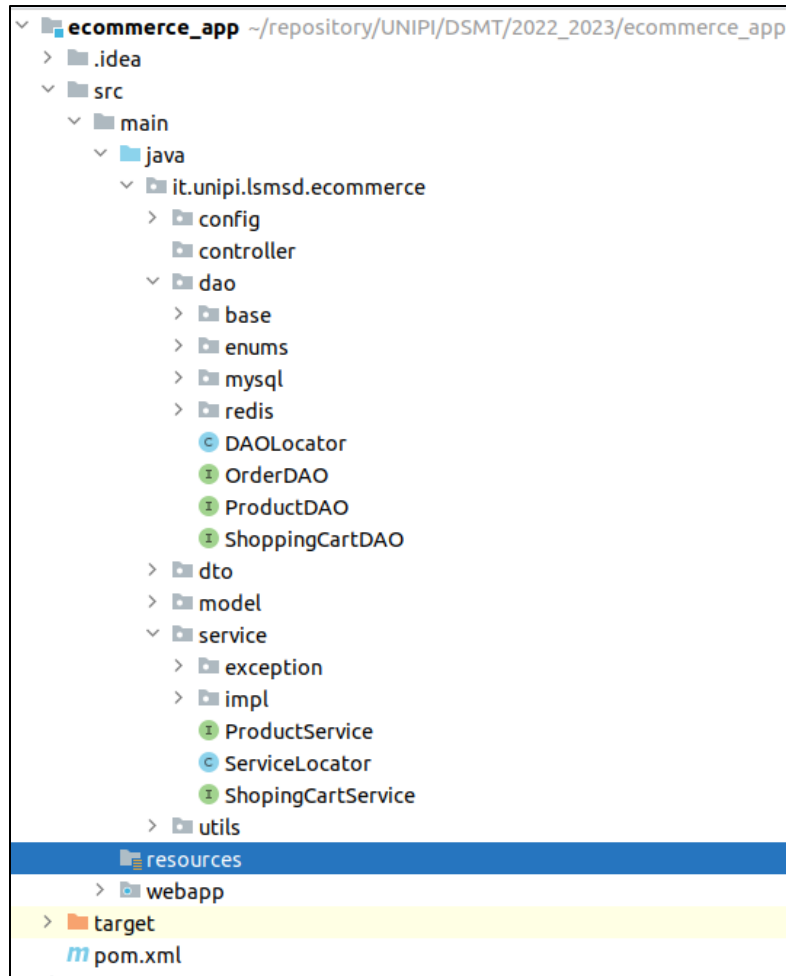 ecommerce_app ~/repository/UNIPI/DSMT/2022_2023/ecommerce_app
.idea
src
main
java
it.unipi.lsmsd.ecommerce
config
controller
dao
base
enums
mysql
redis
C DAOLocator
I OrderDAO
I ProductDAO
I ShoppingCartDAO
dto
model
service
exception
impl
I ProductService
C ServiceLocator
I ShopingCartService
utils
resources
webapp
target
m pom.xml